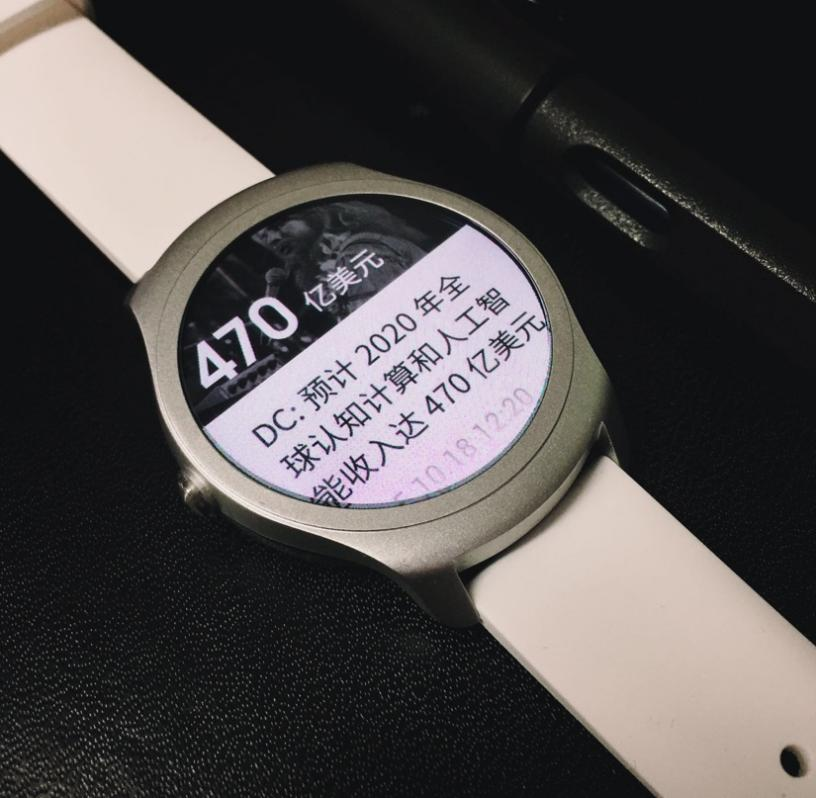 470 亿美元
DC: 预计 2020 年全
球认知计算和人工智
能收入达 470 亿美元
10.18 12:20